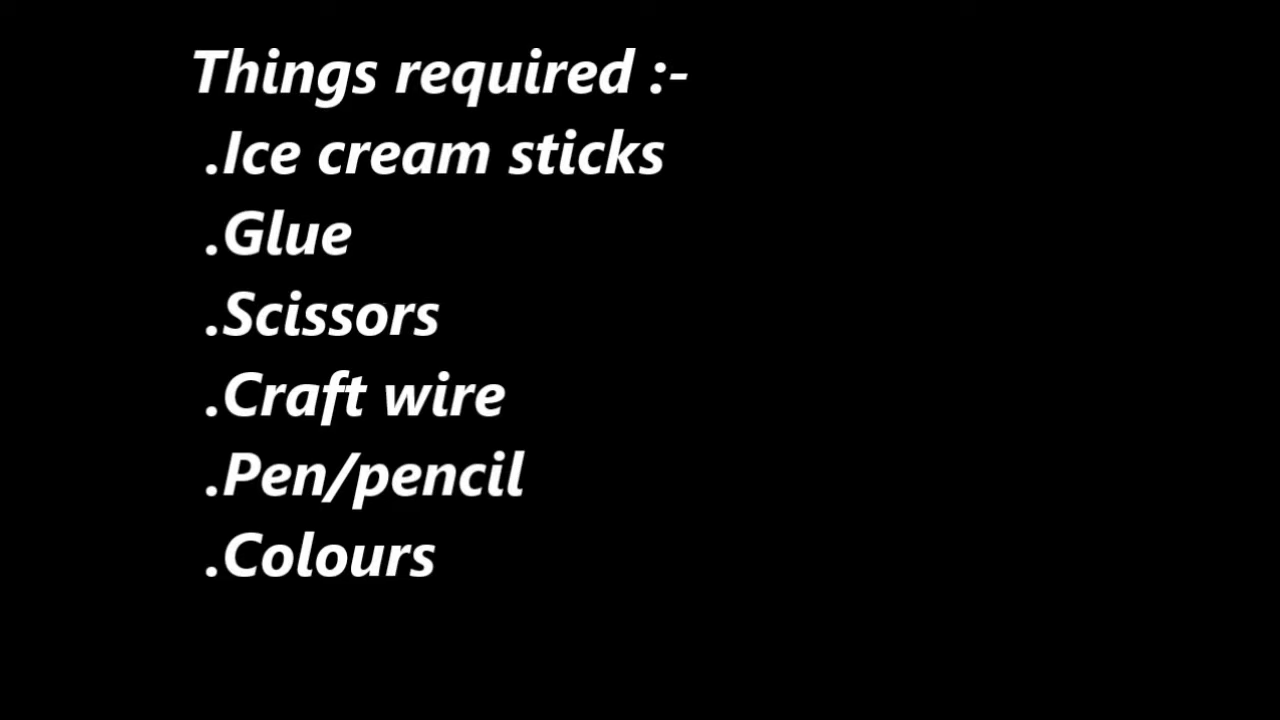 Things required :-
.Ice cream sticks
.Glue
.Scissors
.Craft wire
.Pen/pencil
.Colours